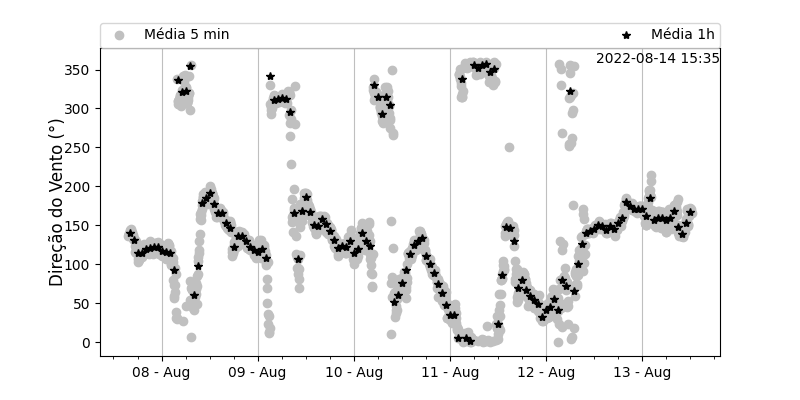 Média 5 min
Média 1h
2022-08-14 15:35
Direção do Vento (°)
350
300
250
200
150
100
50
0
08 - Aug
09 - Aug
10 - Aug
11 - Aug
12 - Aug
13 - Aug